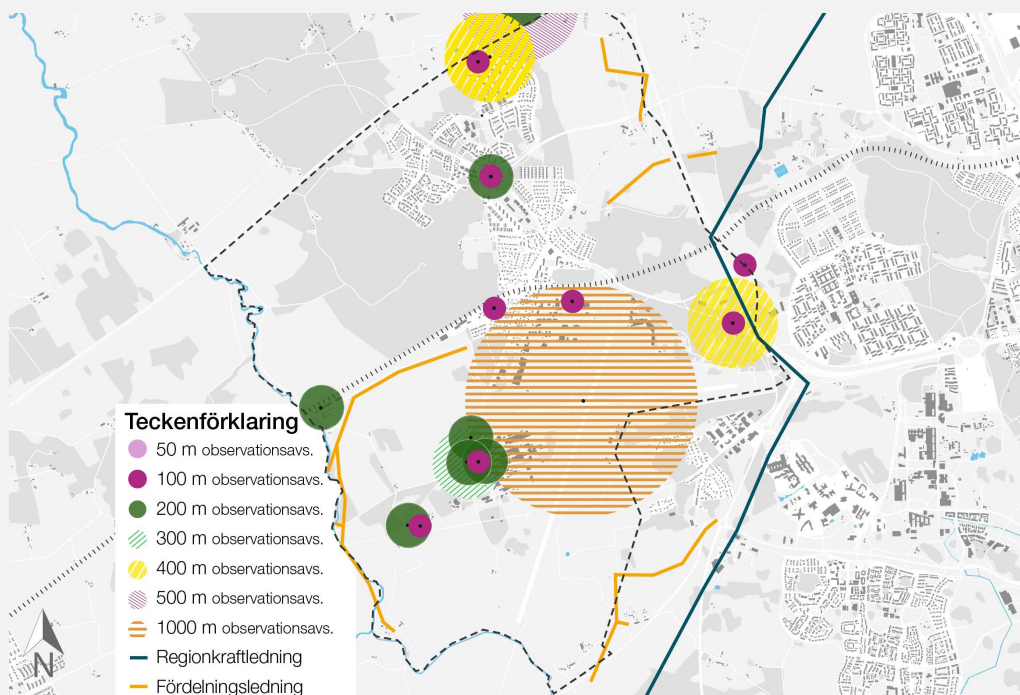 Teckenförklaring
50 m observationsavs.
100 m observationsavs.
200 m observationsavs.
300 m observationsavs.
400 m observationsavs.
500 m observationsavs.
1000 m observationsavs.
Regionkraftledning
Fördelningsledning
N